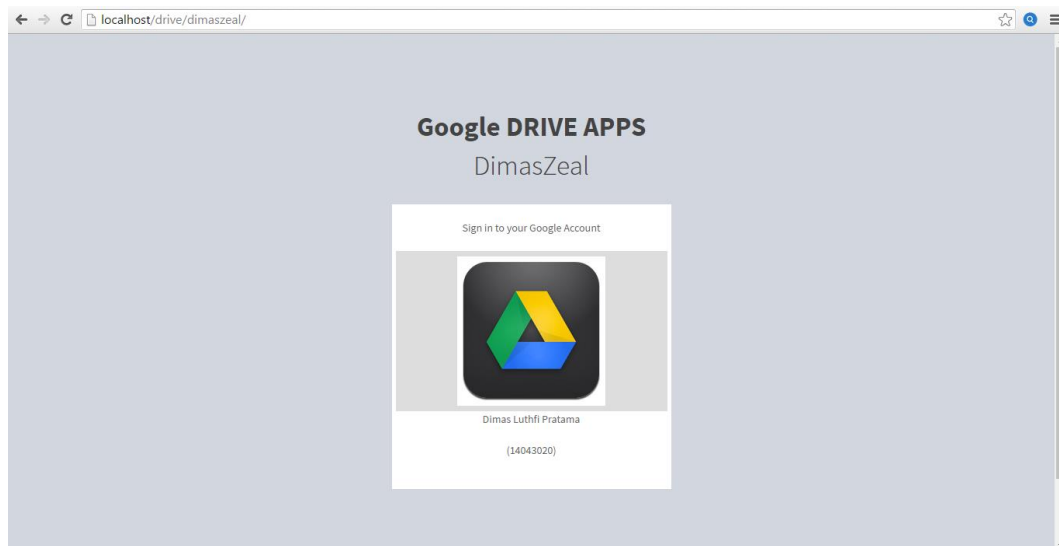 localhost/drive/dimaszeal/
Google DRIVE APPS
DimasZeal
Sign in to your Google Account
Dimas Luthfi Pratama
(14043020)